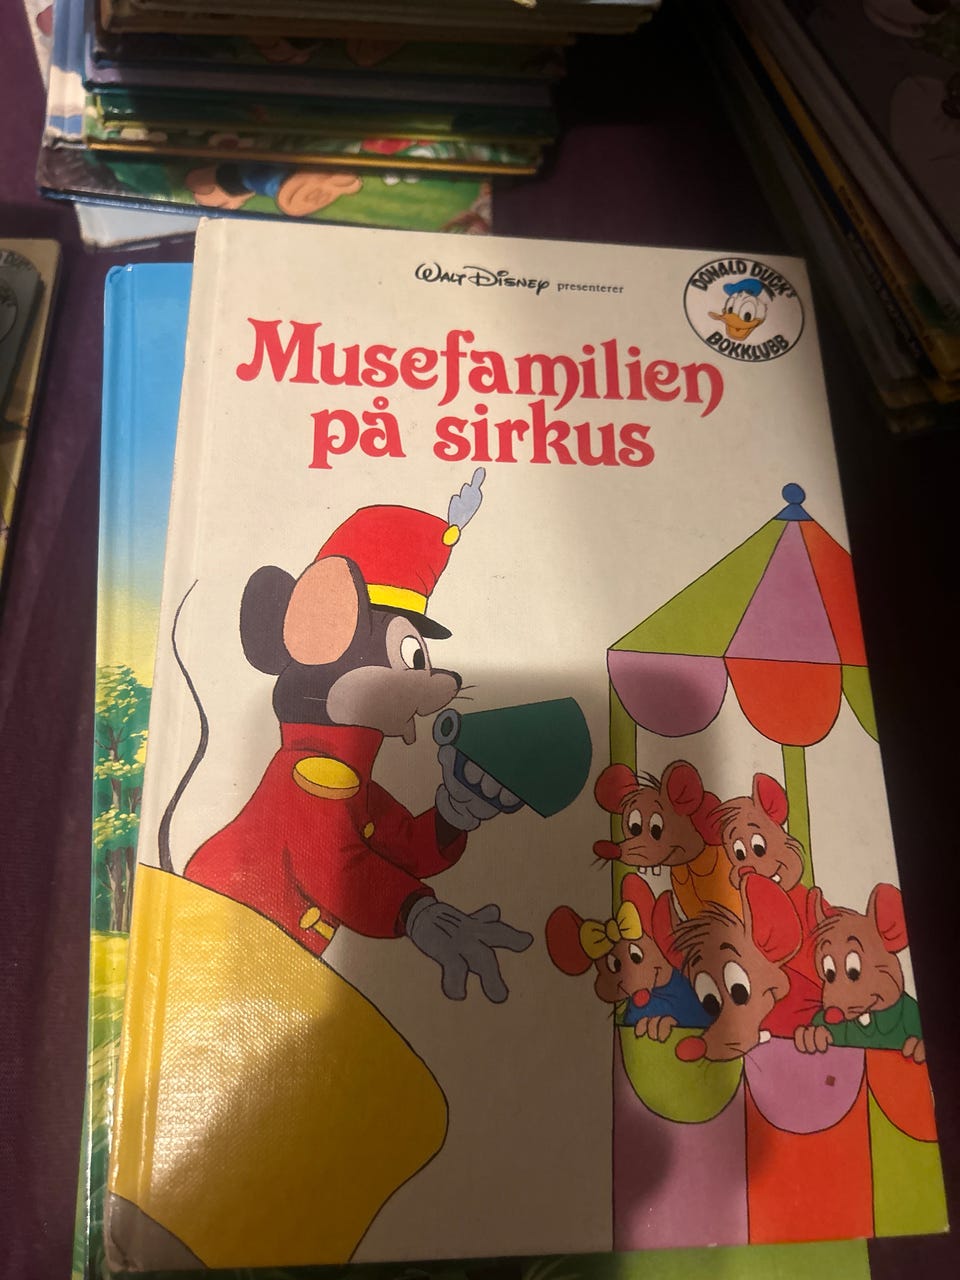 Walt Disney presenterer
DONALD DUCK's
BOKKLUBB
Musefamilien
på sirkus